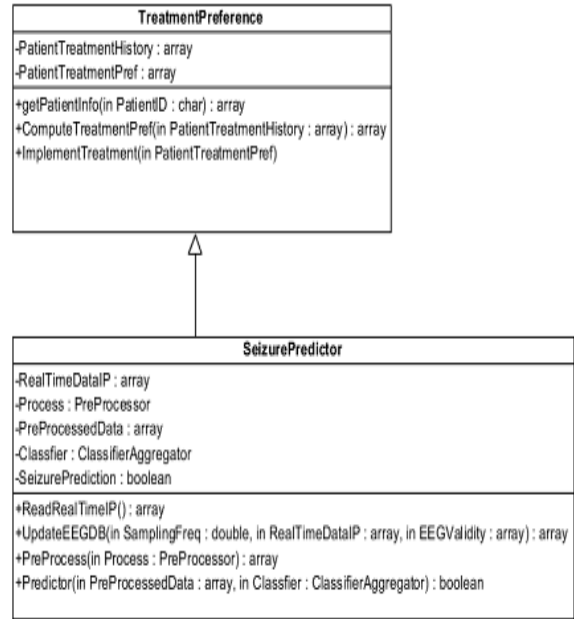 TreatmentPreference
-PatientTreatmentHistory : array
-PatientTreatmentPref : array
+getPatientInfo(in PatientID : char) : array
+ComputeTreatmentPref(in PatientTreatmentHistory : array) : array
+ImplementTreatment(in PatientTreatmentPref)
SeizurePredictor
-RealTimeDataIP : array
-Process : PreProcessor
-PreProcessedData : array
-Classfier : ClassifierAggregator
-SeizurePrediction : boolean
+ReadRealTimeIP() : array
+UpdateEEGDB(in SamplingFreq : double, in RealTimeDataIP : array, in EEGValidity : array) : array
+PreProcess(in Process : PreProcessor) : array
+Predictor(in PreProcessedData : array, in Classfier : ClassifierAggregator) : boolean